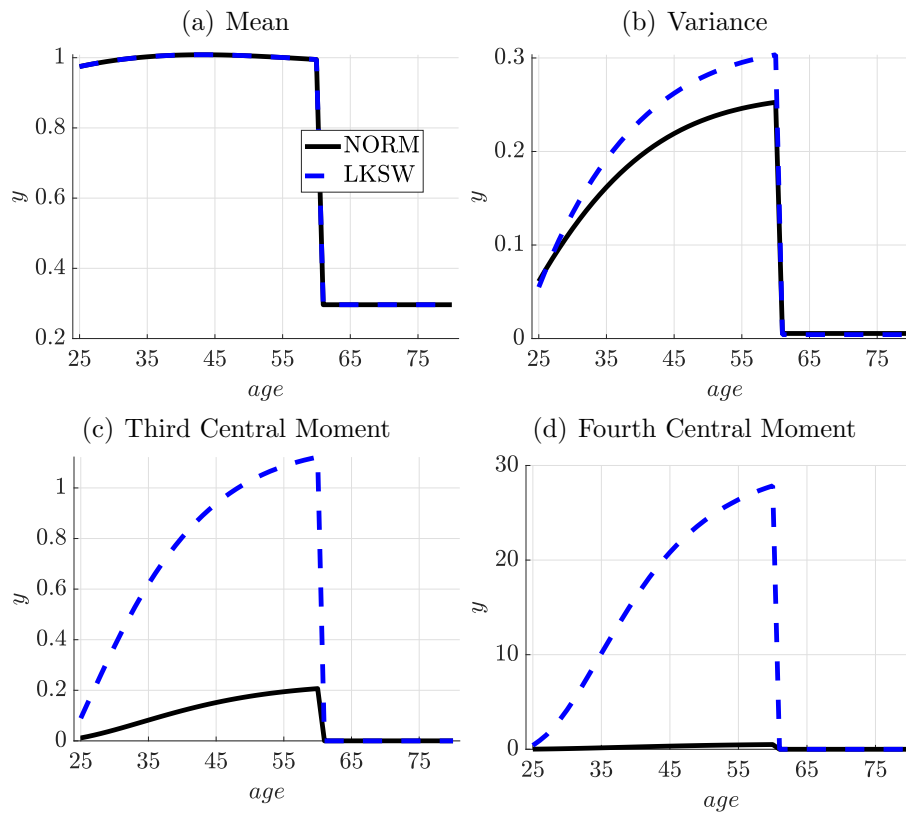 (a) Mean
1
0.8
0.6
0.4
0.2
y
25 35 45 55 65 75
age
NORM
LKSW
(b) Variance
0.3
0.2
0.1
0
y
25 35 45 55 65 75
age
(c) Third Central Moment
1
0.8
0.6
0.4
0.2
0
y
25 35 45 55 65 75
age
(d) Fourth Central Moment
30
20
10
0
y
25 35 45 55 65 75
age